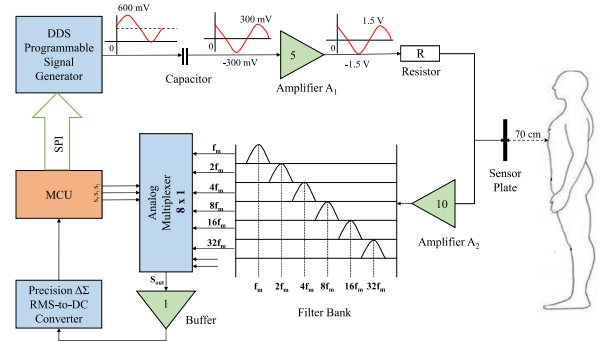 DDS
Programmable
Signal
Generator
600 mV
0
Capacitor
300 mV
0
-300 mV
5
Amplifier A1
1.5 V
0
-1.5 V
R
Resistor
70 cm
Sensor
Plate
SPI
MCU
S0 S1 S2
Analog
Multiplexer
8 x 1
fm
2fm
4fm
8fm
16fm
32fm
fm 2fm 4fm 8fm 16fm 32fm
Filter Bank
10
Amplifier A2
Sout
1
Buffer
Precision ΔΣ
RMS-to-DC
Converter